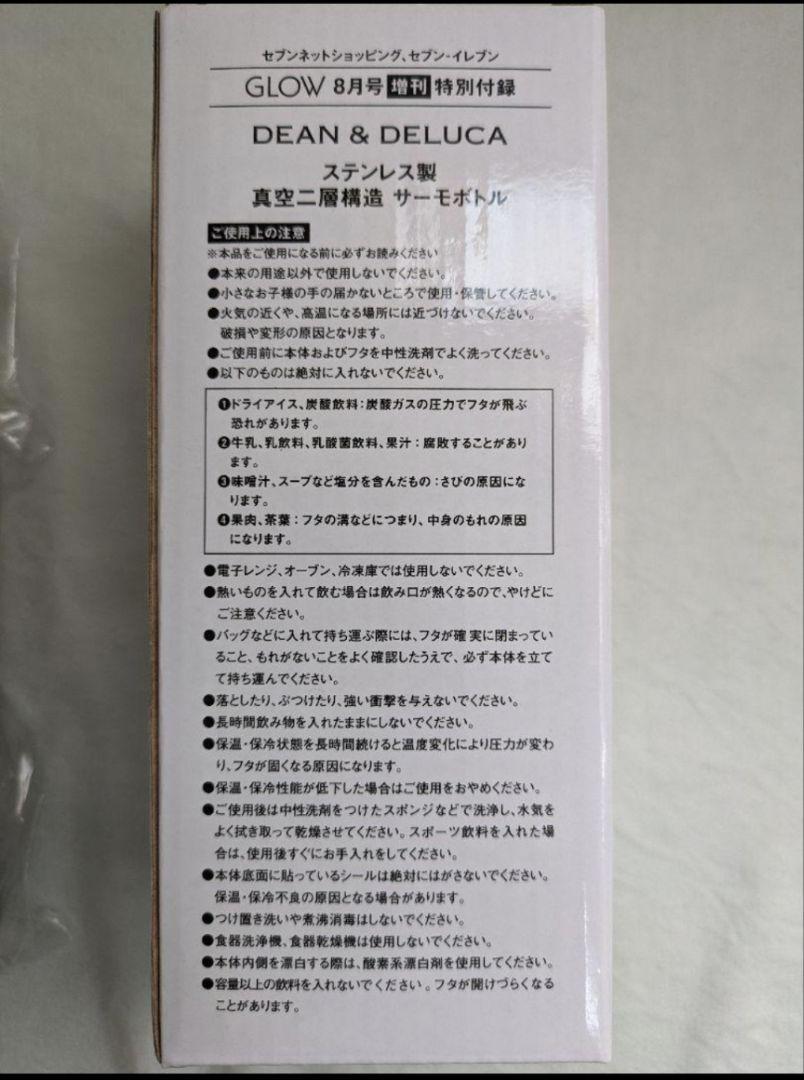 セブンネットショッピング、セブン-イレブン
GLOW 8月号 増刊 特別付録
DEAN & DELUCA
ステンレス製
真空二層構造 サーモボトル
ご使用上の注意
※本品をご使用になる前に必ずお読みください
●本来の用途以外で使用しないでください。
●小さなお子様の手の届かないところで使用・保管してください。
●火気の近くや、高温になる場所には近づけないでください。
破損や変形の原因となります。
●ご使用前に本体およびフタを中性洗剤でよく洗ってください。
●以下のものは絶対に入れないでください。
❶ドライアイス、炭酸飲料：炭酸ガスの圧力でフタが飛ぶ
恐れがあります。
❷牛乳、乳飲料、乳酸菌飲料、果汁：腐敗することがあり
ます。
❸味噌汁、スープなど塩分を含んだもの：さびの原因にな
ります。
❹果肉、茶葉：フタの溝などにつまり、中身のもれの原因
になります。
●電子レンジ、オーブン、冷凍庫では使用しないでください。
●熱いものを入れて飲む場合は飲み口が熱くなるので、やけどに
ご注意ください。
●バッグなどに入れて持ち運ぶ際には、フタが確実に閉まってい
ること、もれがないことをよく確認したうえで、必ず本体を立て
て持ち運んでください。
●落としたり、ぶつけたり、強い衝撃を与えないでください。
●長時間飲み物を入れたままにしないでください。
●保温・保冷状態を長時間続けると温度変化により圧力が変わ
り、フタが固くなる原因になります。
●保温・保冷性能が低下した場合はご使用をおやめください。
●ご使用後は中性洗剤をつけたスポンジなどで洗浄し、水気を
よく拭き取って乾燥させてください。スポーツ飲料を入れた場
合は、使用後すぐにお手入れをしてください。
●本体底面に貼っているシールは絶対にはがさないでください。
保温・保冷不良の原因となる場合があります。
●つけ置き洗いや煮沸消毒はしないでください。
●食器洗浄機、食器乾燥機は使用しないでください。
●本体内側を漂白する際は、酸素系漂白剤を使用してください。
●容量以上の飲料を入れないでください。フタが開けづらくなる
ことがあります。